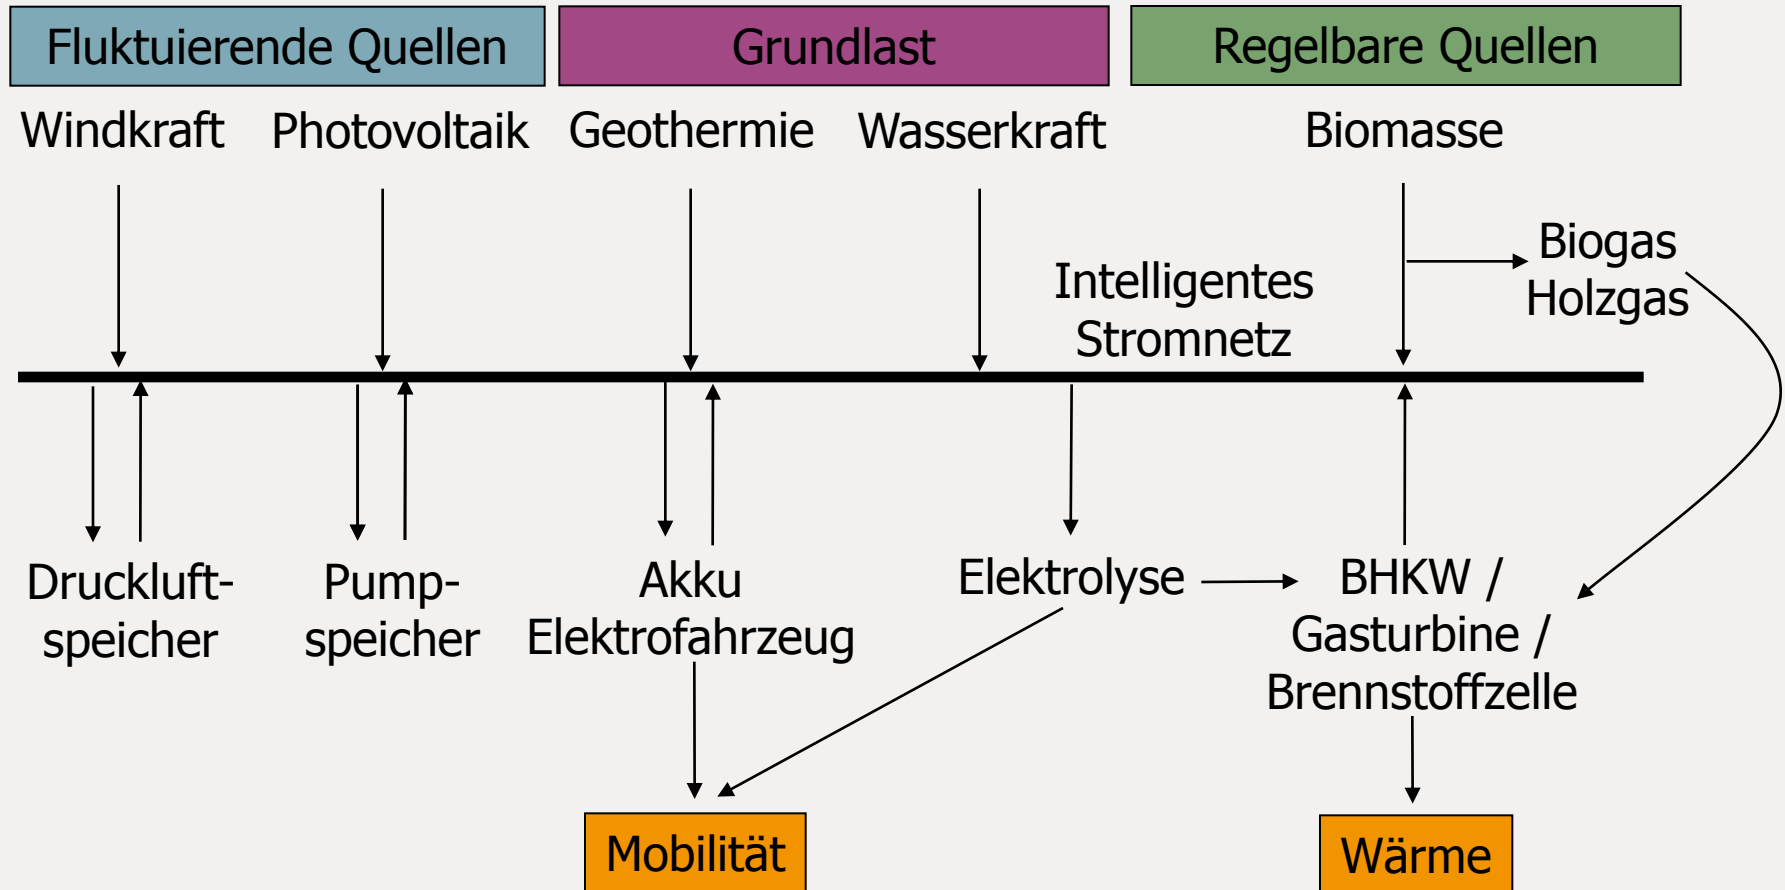 Fluktuierende Quellen
Grundlast
Regelbare Quellen
Windkraft
Photovoltaik
Geothermie
Wasserkraft
Biomasse
Biogas
Holzgas
Intelligentes
Stromnetz
Druckluft-
speicher
Pump-
speicher
Akku
Elektrofahrzeug
Elektrolyse
BHKW /
Gasturbine /
Brennstoffzelle
Mobilität
Wärme